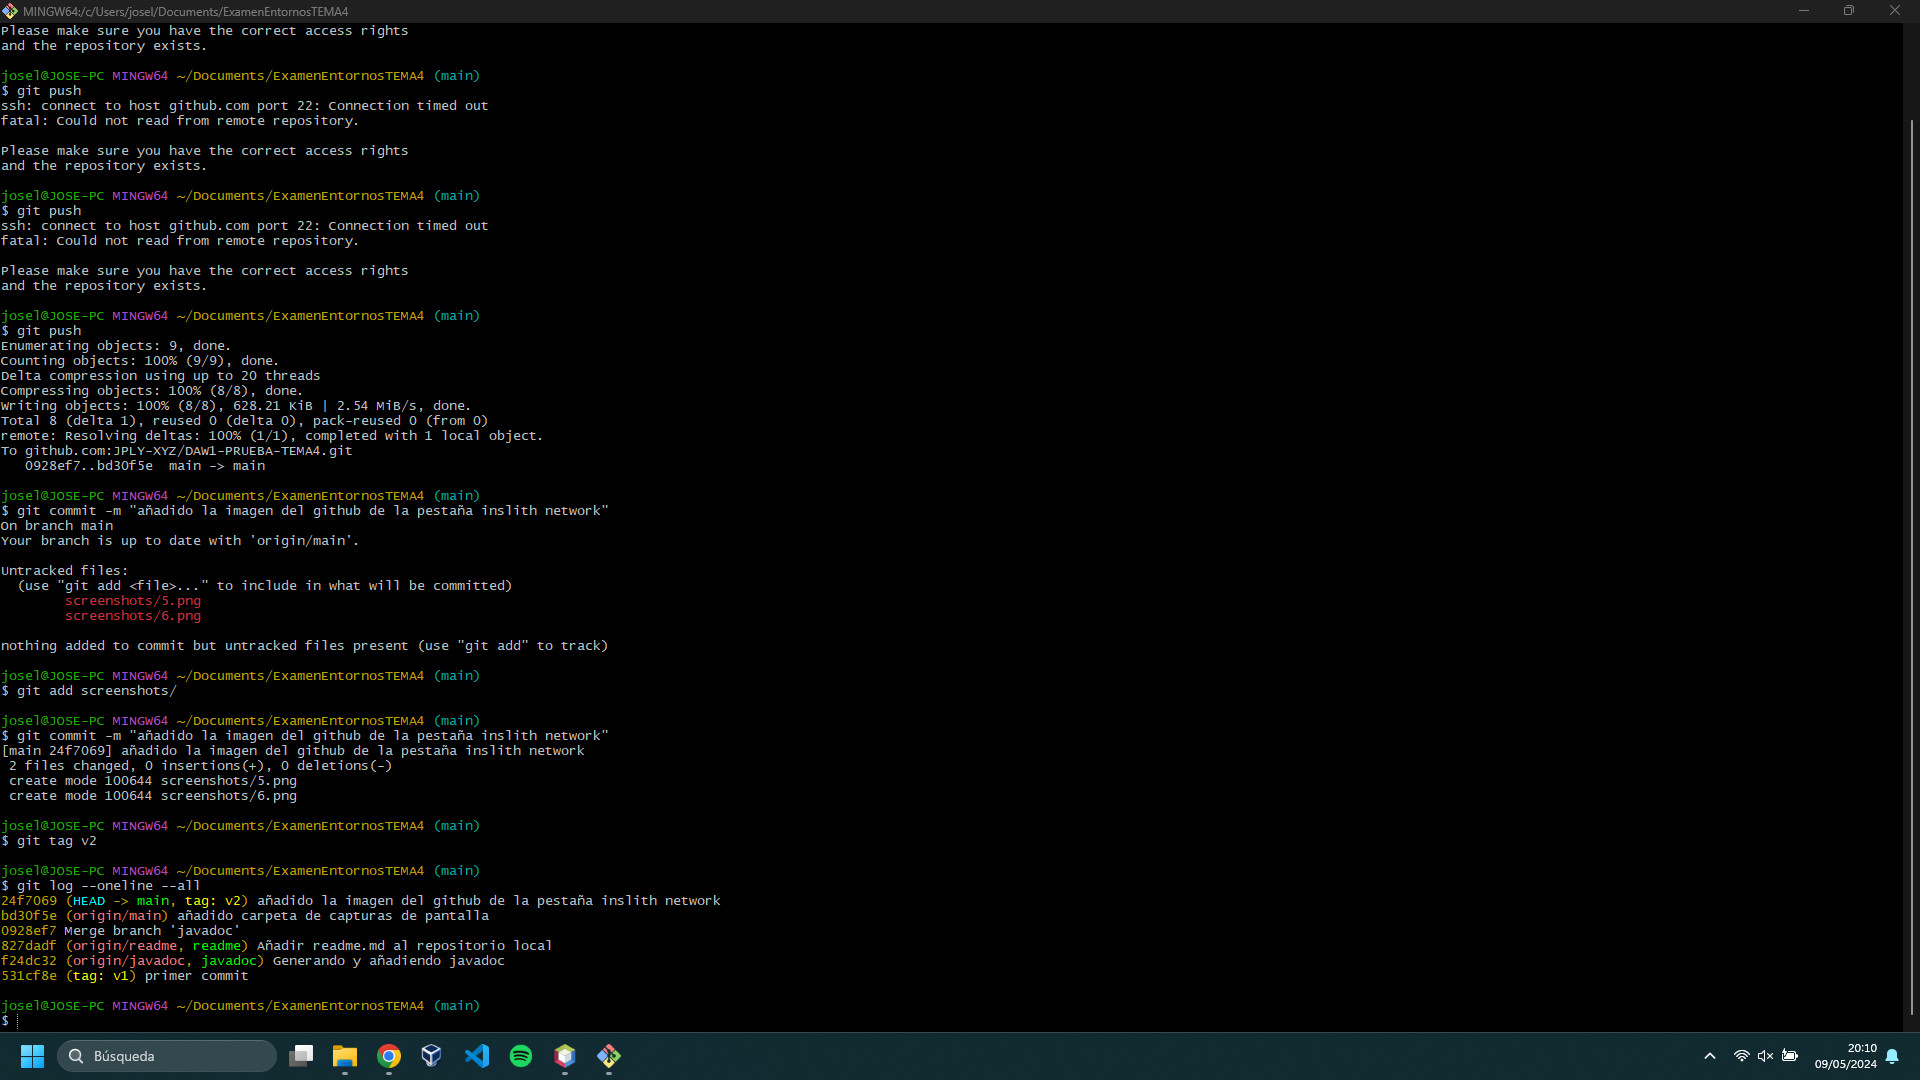 MINGW64:/c/Users/josel/Documents/ExamenEntornosTEMA4
Please make sure you have the correct access rights
and the repository exists.
josel@JOSE-PC MINGW64 ~/Documents/ExamenEntornosTEMA4 (main)
$ git push
ssh: connect to host github.com port 22: Connection timed out
fatal: Could not read from remote repository.
Please make sure you have the correct access rights
and the repository exists.
josel@JOSE-PC MINGW64 ~/Documents/ExamenEntornosTEMA4 (main)
$ git push
ssh: connect to host github.com port 22: Connection timed out
fatal: Could not read from remote repository.
Please make sure you have the correct access rights
and the repository exists.
josel@JOSE-PC MINGW64 ~/Documents/ExamenEntornosTEMA4 (main)
$ git push
Enumerating objects: 9, done.
Counting objects: 100% (9/9), done.
Delta compression using up to 20 threads
Compressing objects: 100% (8/8), done.
Writing objects: 100% (8/8), 628.21 KiB | 2.54 MiB/s, done.
Total 8 (delta 1), reused 0 (delta 0), pack-reused 0 (from 0)
remote: Resolving deltas: 100% (1/1), completed with 1 local object.
To github.com:JPLY-XYZ/DAW1-PRUEBA-TEMA4.git
   0928ef7..bd30f5e  main -> main
josel@JOSE-PC MINGW64 ~/Documents/ExamenEntornosTEMA4 (main)
$ git commit -m "añadido la imagen del github de la pestaña inslith network"
On branch main
Your branch is up to date with 'origin/main'.
Untracked files:
  (use "git add <file>..." to include in what will be committed)
        screenshots/5.png
        screenshots/6.png
nothing added to commit but untracked files present (use "git add" to track)
josel@JOSE-PC MINGW64 ~/Documents/ExamenEntornosTEMA4 (main)
$ git add screenshots/
josel@JOSE-PC MINGW64 ~/Documents/ExamenEntornosTEMA4 (main)
$ git commit -m "añadido la imagen del github de la pestaña inslith network"
[main 24f7069] añadido la imagen del github de la pestaña inslith network
 2 files changed, 0 insertions(+), 0 deletions(-)
 create mode 100644 screenshots/5.png
 create mode 100644 screenshots/6.png
josel@JOSE-PC MINGW64 ~/Documents/ExamenEntornosTEMA4 (main)
$ git tag v2
josel@JOSE-PC MINGW64 ~/Documents/ExamenEntornosTEMA4 (main)
$ git log --oneline --all
24f7069 (HEAD -> main, tag: v2) añadido la imagen del github de la pestaña inslith network
bd30f5e (origin/main) añadido carpeta de capturas de pantalla
0928ef7 Merge branch 'javadoc'
827dadf (origin/readme, readme) Añadir readme.md al repositorio local
f24dc32 (origin/javadoc, javadoc) Generando y añadiendo javadoc
531cf8e (tag: v1) primer commit
josel@JOSE-PC MINGW64 ~/Documents/ExamenEntornosTEMA4 (main)
$
Búsqueda
20:10
09/05/2024